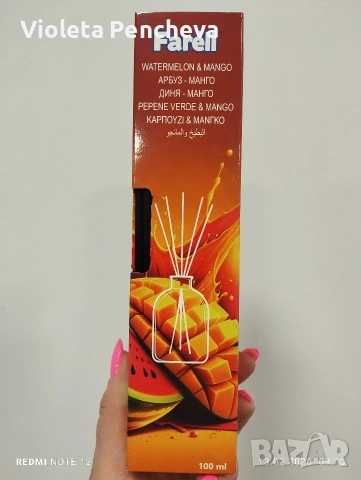 Violeta Pencheva
Farell
WATERMELON & MANGO
АРБУЗ - МАНГО
ДИНЯ - МАНГО
PEPENE VERDE & MANGO
ΚΑΡΠΟΥΖΙ & ΜΑΝΓΚΟ
البطيخ والمانجو
100 ml
REDMI NOTE 12
BAZAR